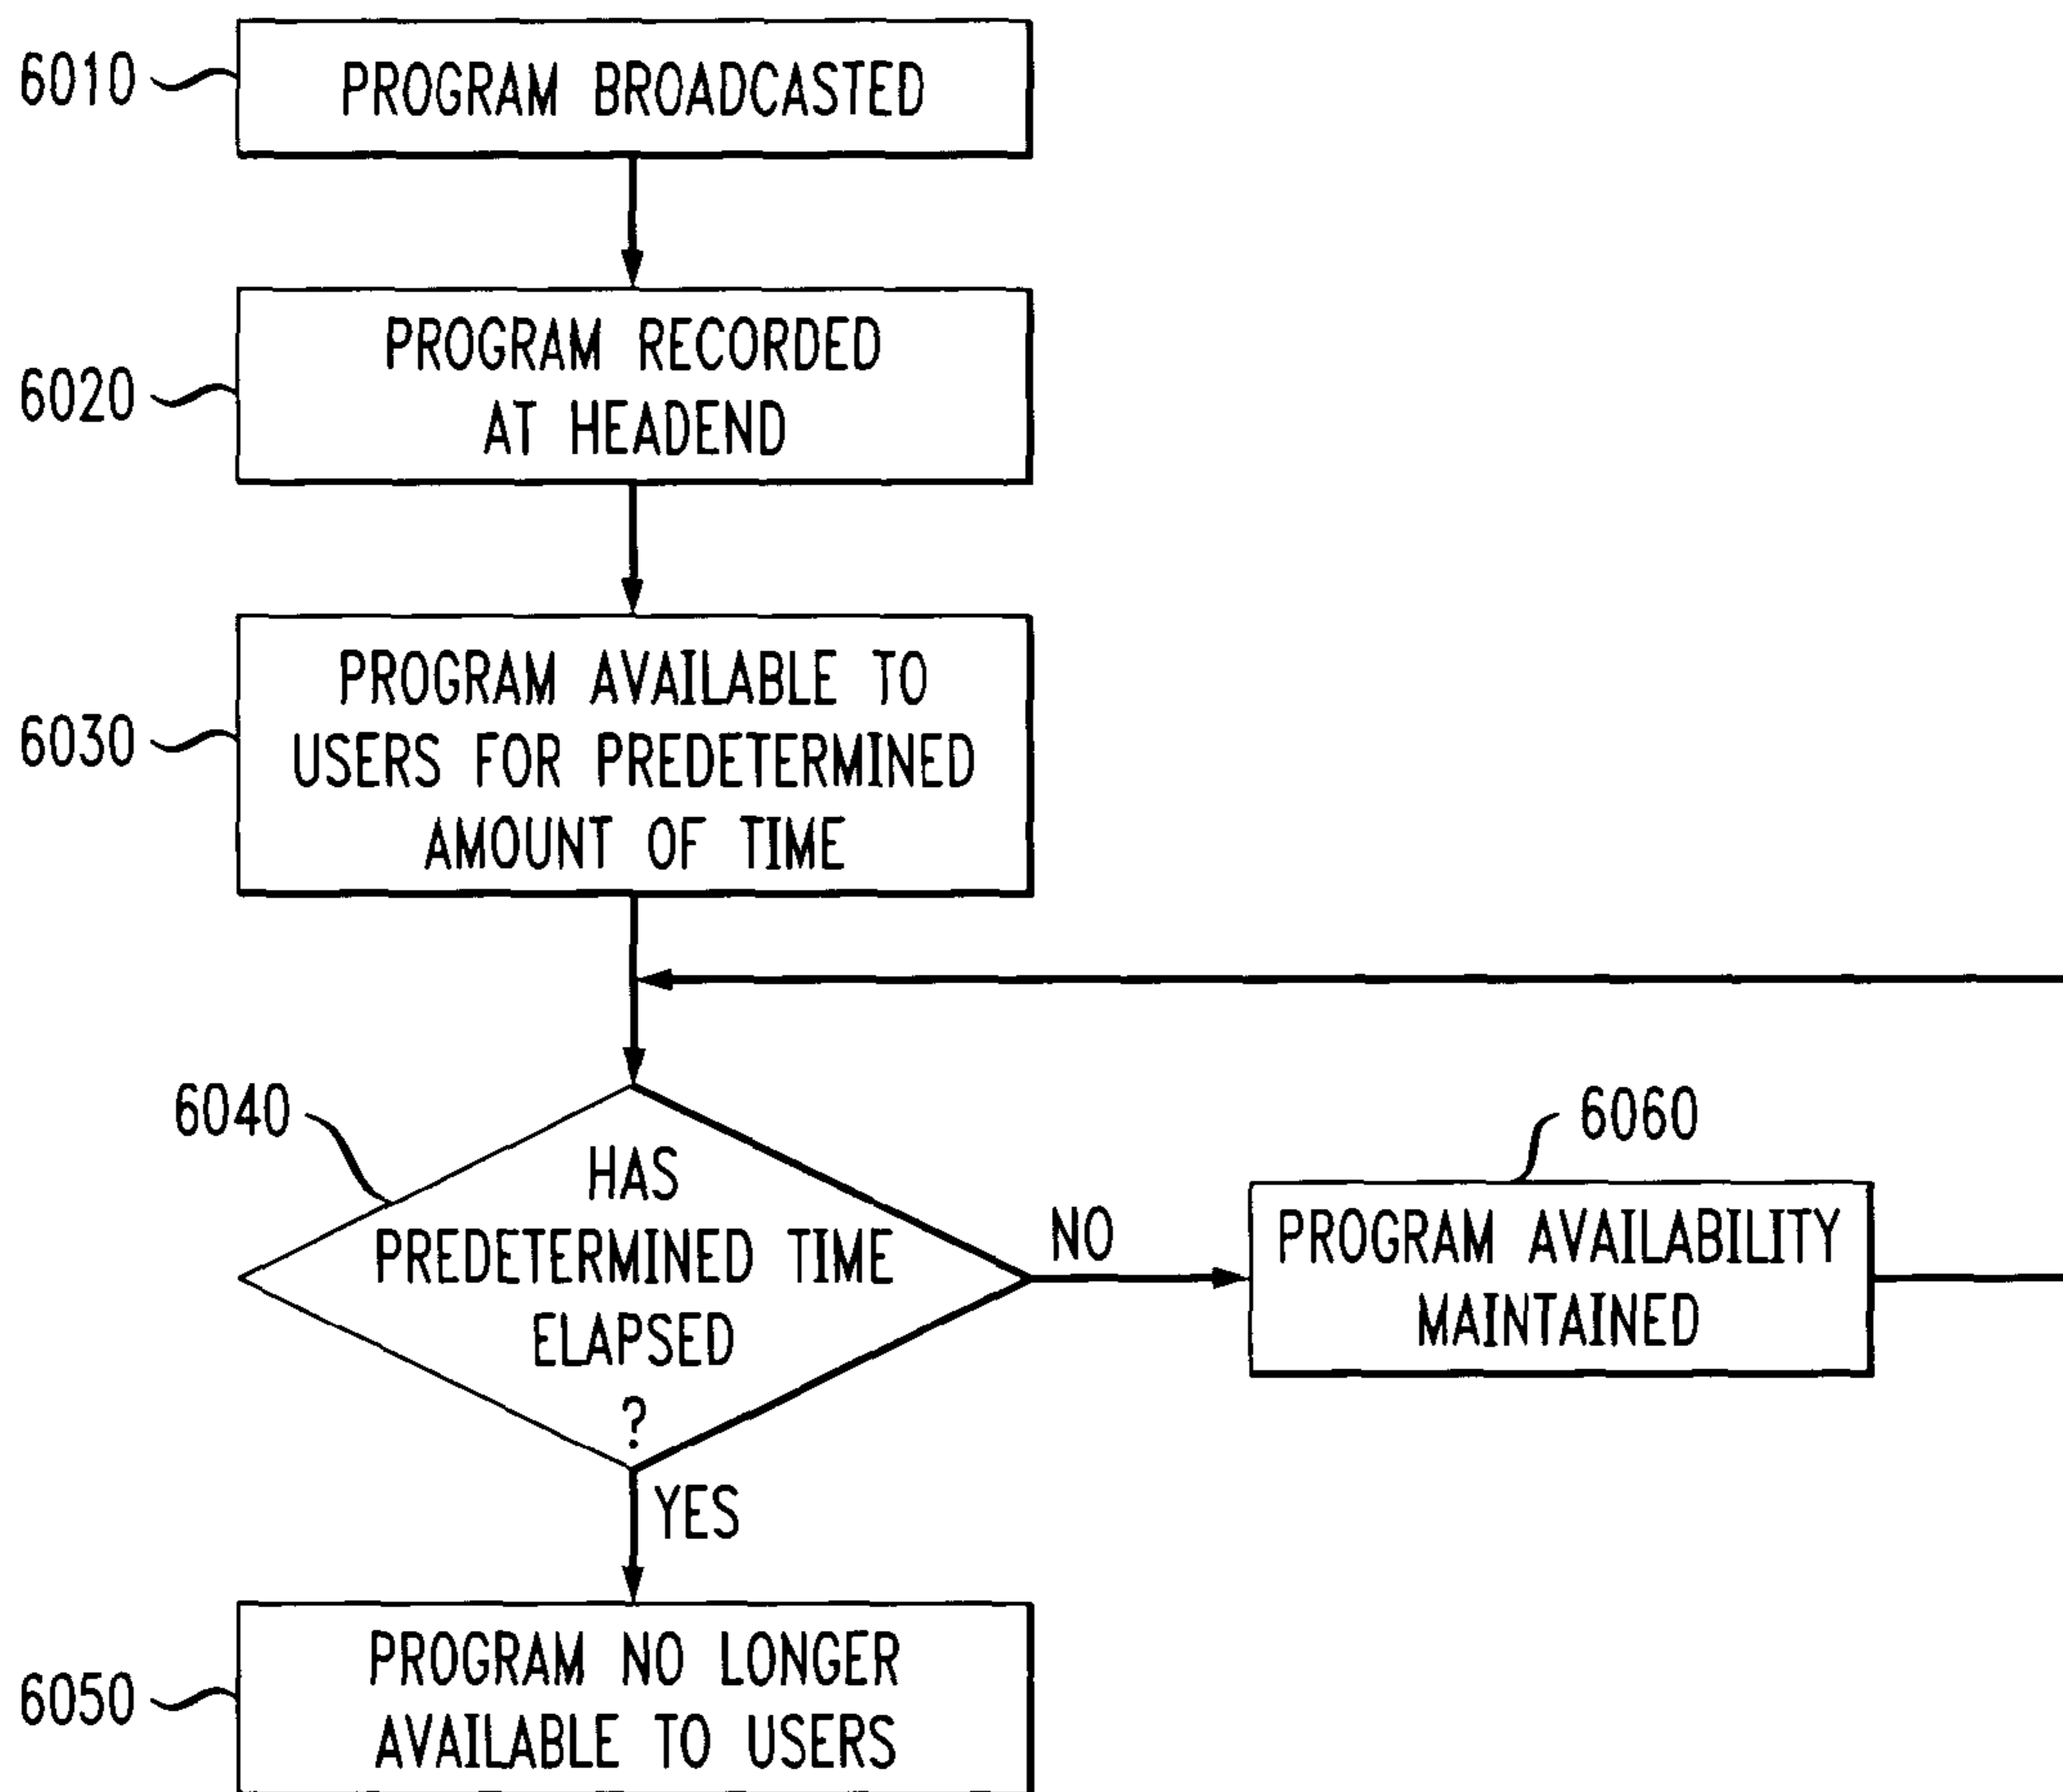 6010
PROGRAM BROADCASTED
6020
PROGRAM RECORDED
AT HEADEND
6030
PROGRAM AVAILABLE TO
USERS FOR PREDETERMINED
AMOUNT OF TIME
6040
HAS
PREDETERMINED TIME
ELAPSED
?
NO
6060
PROGRAM AVAILABILITY
MAINTAINED
YES
6050
PROGRAM NO LONGER
AVAILABLE TO USERS